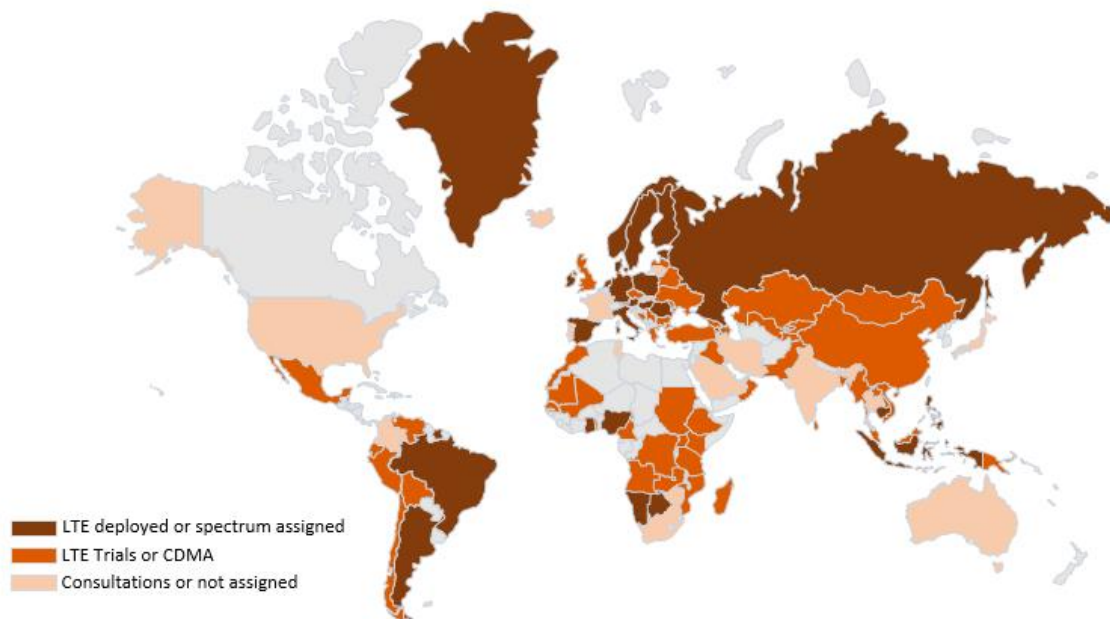 LTE deployed or spectrum assigned
LTE Trials or CDMA
Consultations or not assigned